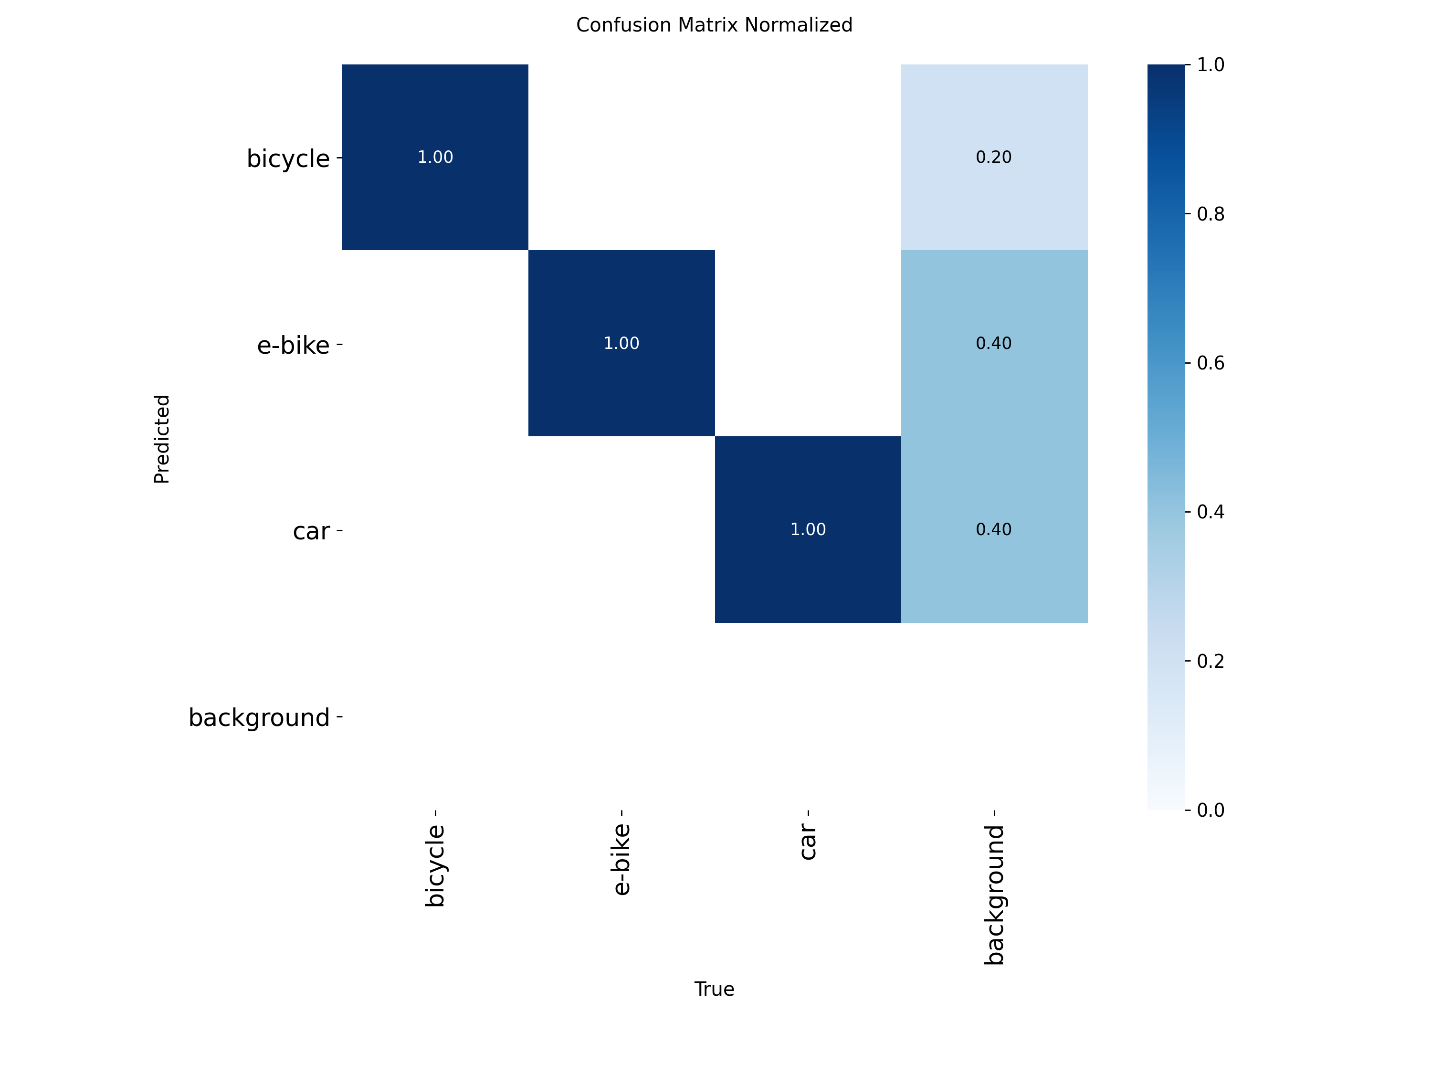 Confusion Matrix Normalized
bicycle
e-bike
car
background
Predicted
1.00
0.20
1.00
0.40
1.00
0.40
bicycle
e-bike
car
background
True
1.0
0.8
0.6
0.4
0.2
0.0